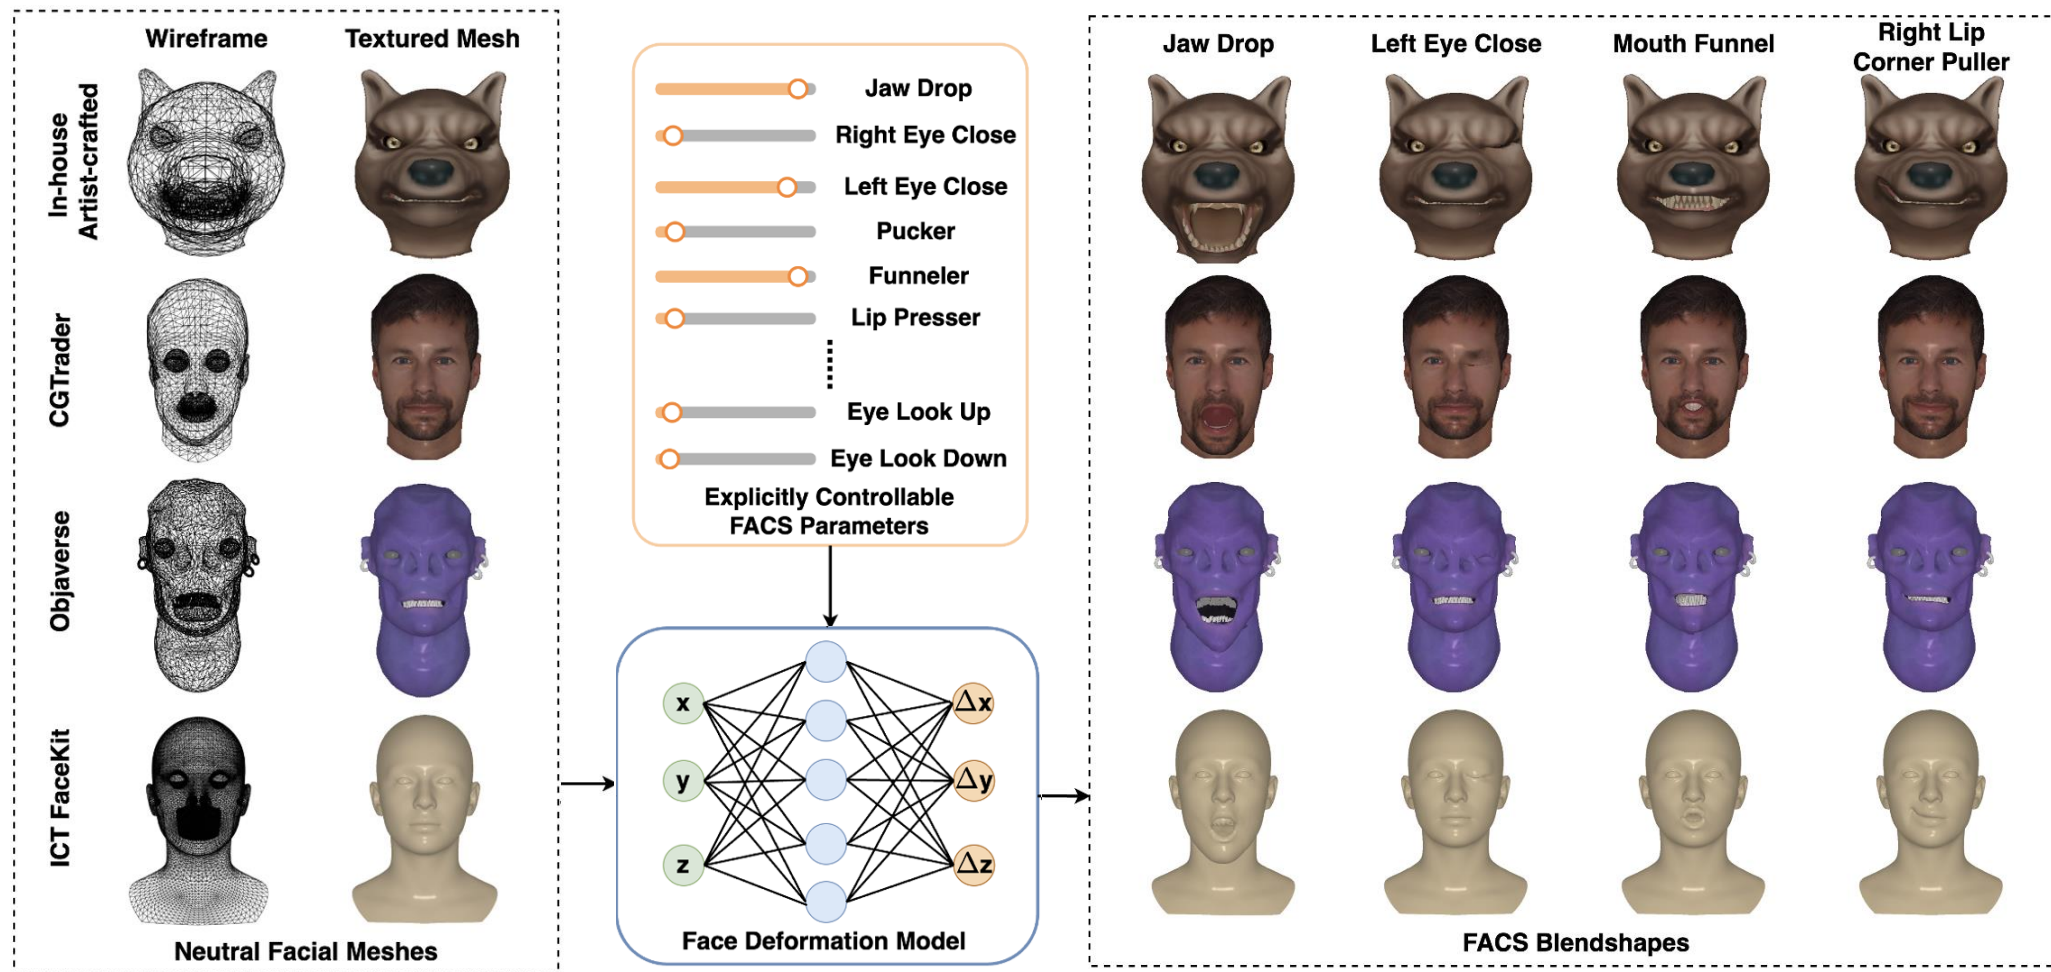 Wireframe
Textured Mesh
In-house
Artist-crafted
CGTrader
Objaverse
ICT FaceKit
Neutral Facial Meshes
Jaw Drop
Right Eye Close
Left Eye Close
Pucker
Funneler
Lip Presser
Eye Look Up
Eye Look Down
Explicitly Controllable
FACS Parameters
x
y
z
Δx
Δy
Δz
Face Deformation Model
Jaw Drop
Left Eye Close
Mouth Funnel
Right Lip
Corner Puller
FACS Blendshapes